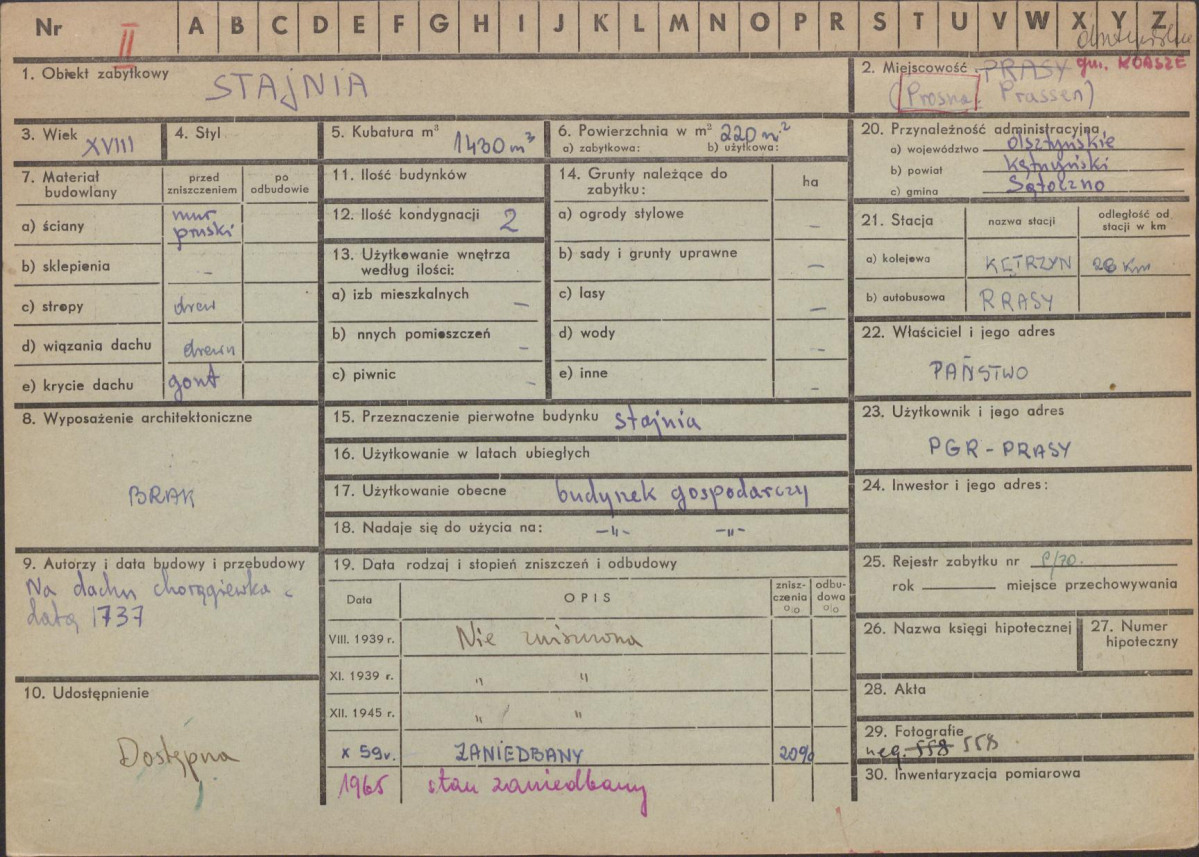 Nr II A B C D E F G H I J K L M N O P R S T U V W X Y Z
1. Obiekt zabytkowy STAJNIA
2. Miejscowość PRASY gm. KORSZE
(Prosna, Prassen)
3. Wiek XVIII
4. Styl
5. Kubatura m³ 1430 m³
6. Powierzchnia w m² 220 m²
a) zabytkowa: b) użytkowa:
7. Materiał budowlany
przed zniszczeniem
po odbudowie
a) ściany mur pruski
b) sklepienia –
c) stropy drew
d) wiązania dachu drewn
e) krycie dachu gont
8. Wyposażenie architektoniczne
BRAK
9. Autorzy i data budowy i przebudowy
Na dachu chorągiewka z
datą 1737
10. Udostępnienie
Dostępna
11. Ilość budynków
12. Ilość kondygnacji 2
13. Użytkowanie wnętrza
według ilości:
a) izb mieszkalnych –
b) nnych pomieszczeń –
c) piwnic –
14. Grunty należące do
zabytku:
ha
a) ogrody stylowe –
b) sady i grunty uprawne –
c) lasy –
d) wody –
e) inne –
15. Przeznaczenie pierwotne budynku stajnia
16. Użytkowanie w latach ubiegłych
17. Użytkowanie obecne budynek gospodarczy
18. Nadaje się do użycia na: –"– –"–
19. Data rodzaj i stopień zniszczeń i odbudowy
Data OPIS znisz-czenia % odbu-dowa %
VIII. 1939 r. Nie zniszczona
XI. 1939 r. " "
XII. 1945 r. " "
X 59 r. ZANIEDBANY 20%
1965 stan zaniedbany
20. Przynależność administracyjna
a) województwo olsztyńskie
b) powiat kętrzyński
c) gmina Sątoczno
21. Stacja
nazwa stacji
odległość od
stacji w km
a) kolejowa KĘTRZYN 26 km
b) autobusowa PRASY
22. Właściciel i jego adres
PAŃSTWO
23. Użytkownik i jego adres
PGR - PRASY
24. Inwestor i jego adres:
25. Rejestr zabytku nr
rok miejsce przechowywania
26. Nazwa księgi hipotecznej
27. Numer
hipoteczny
28. Akta
29. Fotografie
neg. 558 558
30. Inwentaryzacja pomiarowa